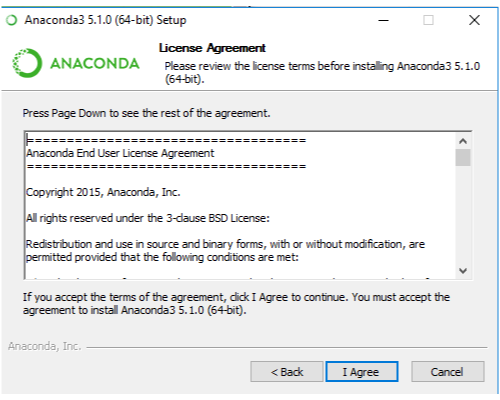 Anaconda3 5.1.0 (64-bit) Setup
ANACONDA
License Agreement
Please review the license terms before installing Anaconda3 5.1.0
(64-bit).
Press Page Down to see the rest of the agreement.
===================================
Anaconda End User License Agreement
===================================
Copyright 2015, Anaconda, Inc.
All rights reserved under the 3-clause BSD License:
Redistribution and use in source and binary forms, with or without modification, are
permitted provided that the following conditions are met:
If you accept the terms of the agreement, click I Agree to continue. You must accept the
agreement to install Anaconda3 5.1.0 (64-bit).
Anaconda, Inc.
< Back
I Agree
Cancel